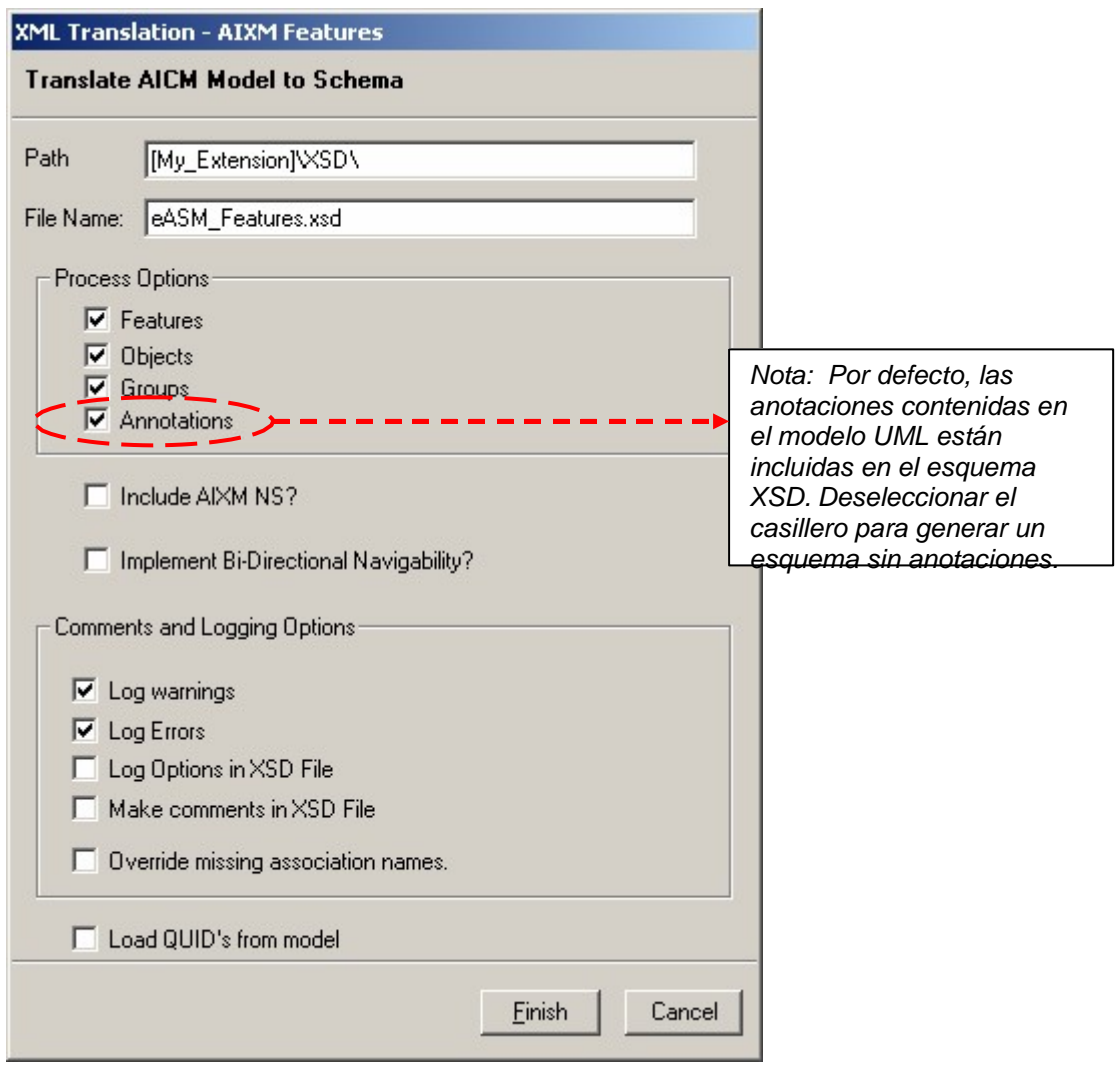 XML Translation - AIXM Features
Translate AICM Model to Schema
Path
[My_Extension]\XSD\
File Name:
eASM_Features.xsd
Process Options
Features
Objects
Groups
Annotations
Nota: Por defecto, las
anotaciones contenidas en
el modelo UML están
incluidas en el esquema
XSD. Deseleccionar el
casillero para generar un
esquema sin anotaciones.
Include AIXM NS?
Implement Bi-Directional Navigability?
Comments and Logging Options
Log warnings
Log Errors
Log Options in XSD File
Make comments in XSD File
Override missing association names.
Load QUID's from model
Finish
Cancel